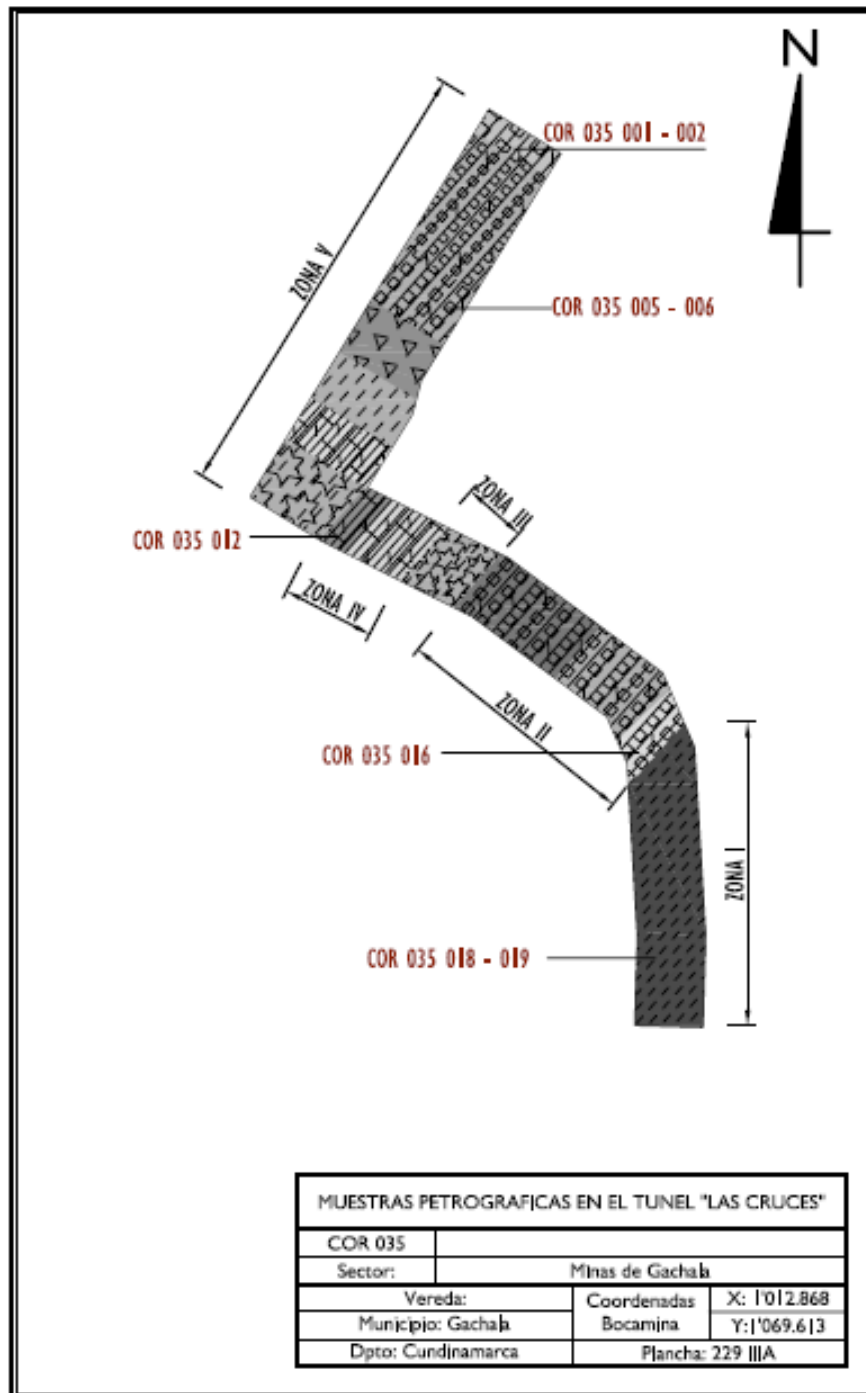 N
COR 035 001 - 002
ZONA V
COR 035 005 - 006
ZONA III
COR 035 012
ZONA IV
ZONA II
COR 035 016
ZONA I
COR 035 018 - 019
MUESTRAS PETROGRAFICAS EN EL TUNEL "LAS CRUCES"
COR 035
Sector: Minas de Gachala
Vereda: Coordenadas Bocamina X: 1'012.868
Municipio: Gachala Y:1'069.613
Dpto: Cundinamarca Plancha: 229 IIIA